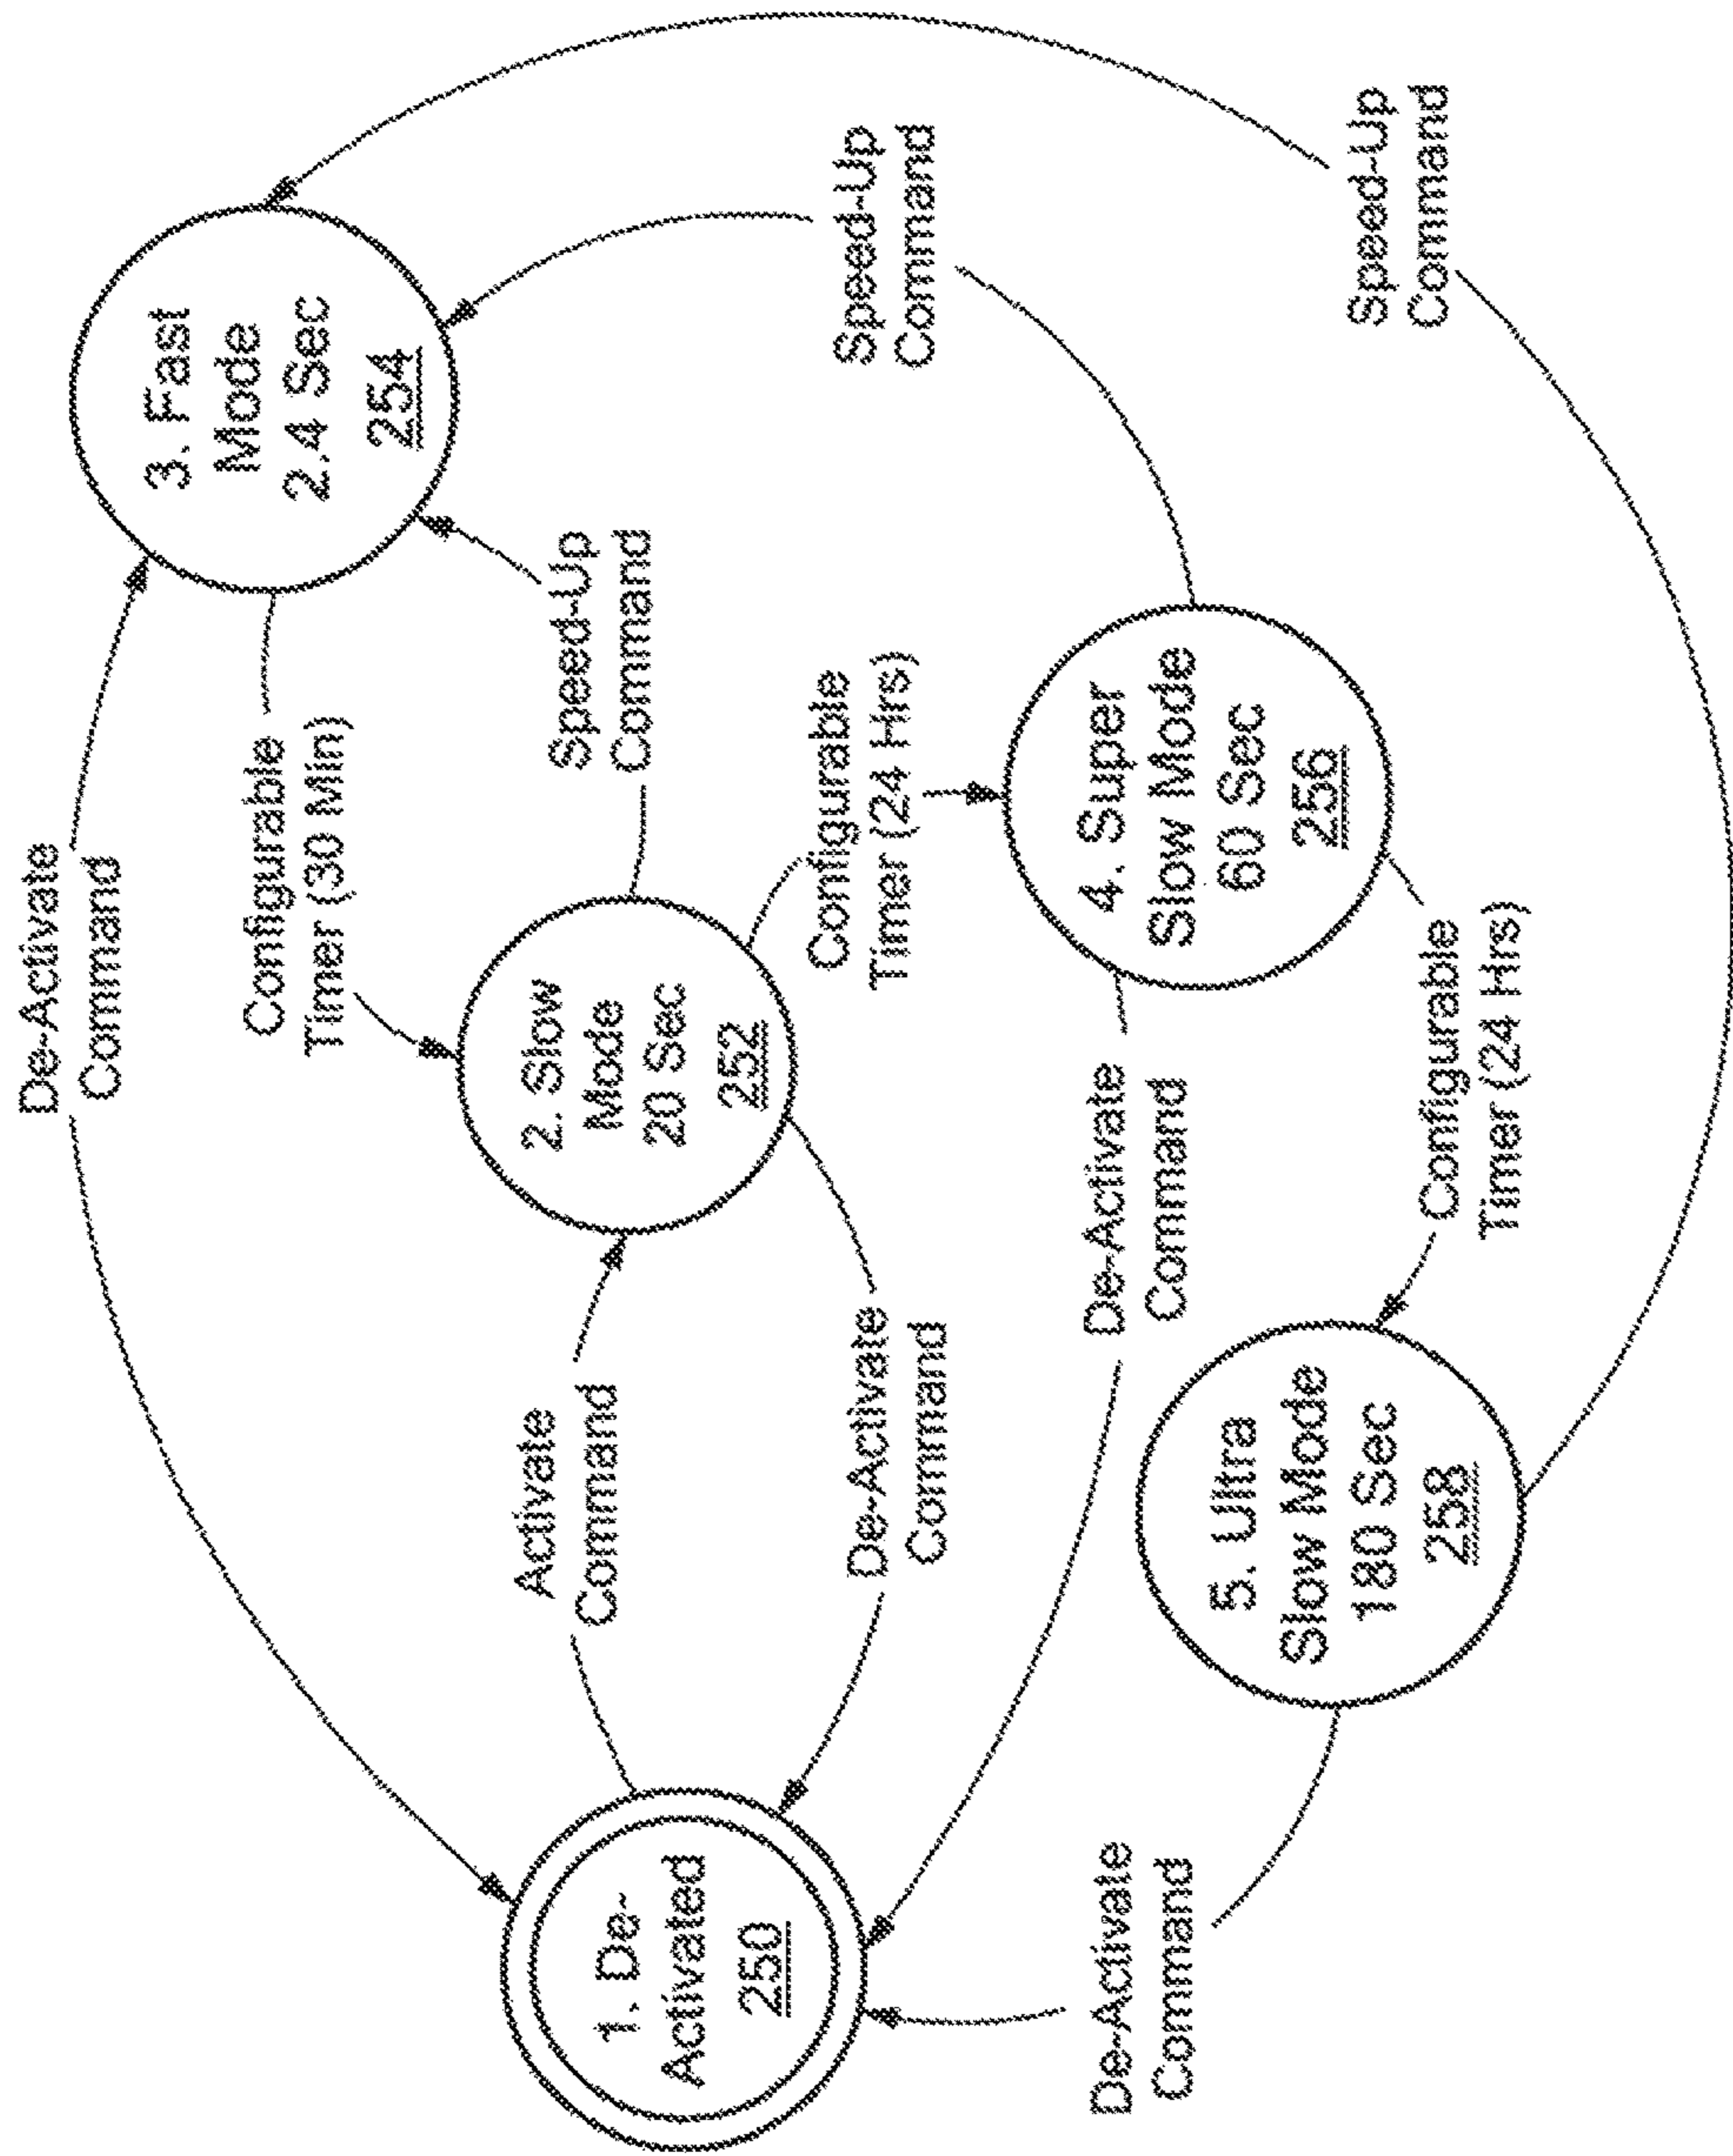 De-Activate
Command
3. Fast
Mode
2.4 Sec
254
Configurable
Timer (30 Min)
Speed-Up
Command
2. Slow
Mode
20 Sec
252
Activate
Command
1. De-
Activated
250
De-Activate
Command
Configurable
Timer (24 Hrs)
Speed-Up
Command
4. Super
Slow Mode
60 Sec
256
De-Activate
Command
Configurable
Timer (24 Hrs)
5. Ultra
Slow Mode
180 Sec
258
De-Activate
Command
Speed-Up
Command